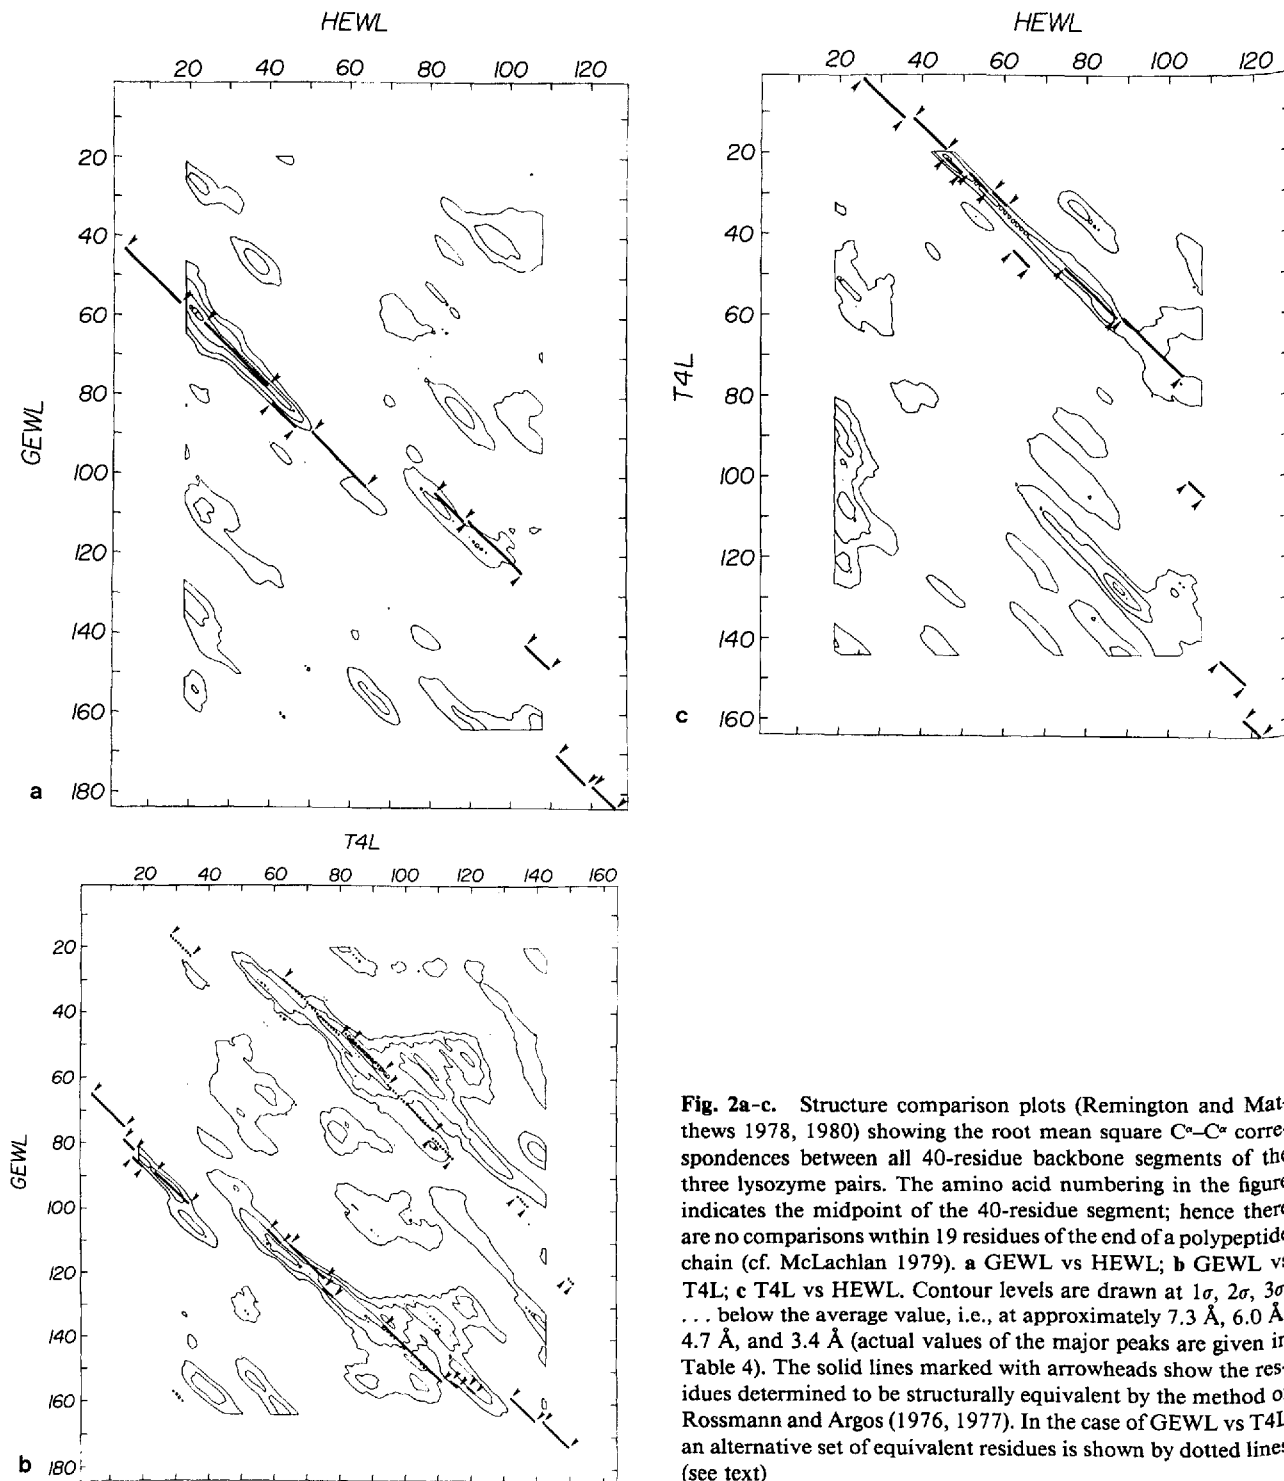 HEWL
20 40 60 80 100 120
20
40
60
80
100
120
140
160
180
GEWL
a
HEWL
20 40 60 80 100 120
20
40
60
80
100
120
140
160
T4L
c
T4L
20 40 60 80 100 120 140 160
20
40
60
80
100
120
140
160
180
GEWL
b
Fig. 2a-c. Structure comparison plots (Remington and Mat-
thews 1978, 1980) showing the root mean square Cα–Cα corre-
spondences between all 40-residue backbone segments of the
three lysozyme pairs. The amino acid numbering in the figure
indicates the midpoint of the 40-residue segment; hence there
are no comparisons within 19 residues of the end of a polypeptide
chain (cf. McLachlan 1979). a GEWL vs HEWL; b GEWL vs
T4L; c T4L vs HEWL. Contour levels are drawn at 1σ, 2σ, 3σ
. . . below the average value, i.e., at approximately 7.3 Å, 6.0 Å
4.7 Å, and 3.4 Å (actual values of the major peaks are given in
Table 4). The solid lines marked with arrowheads show the res-
idues determined to be structurally equivalent by the method of
Rossmann and Argos (1976, 1977). In the case of GEWL vs T4L
an alternative set of equivalent residues is shown by dotted lines
(see text)